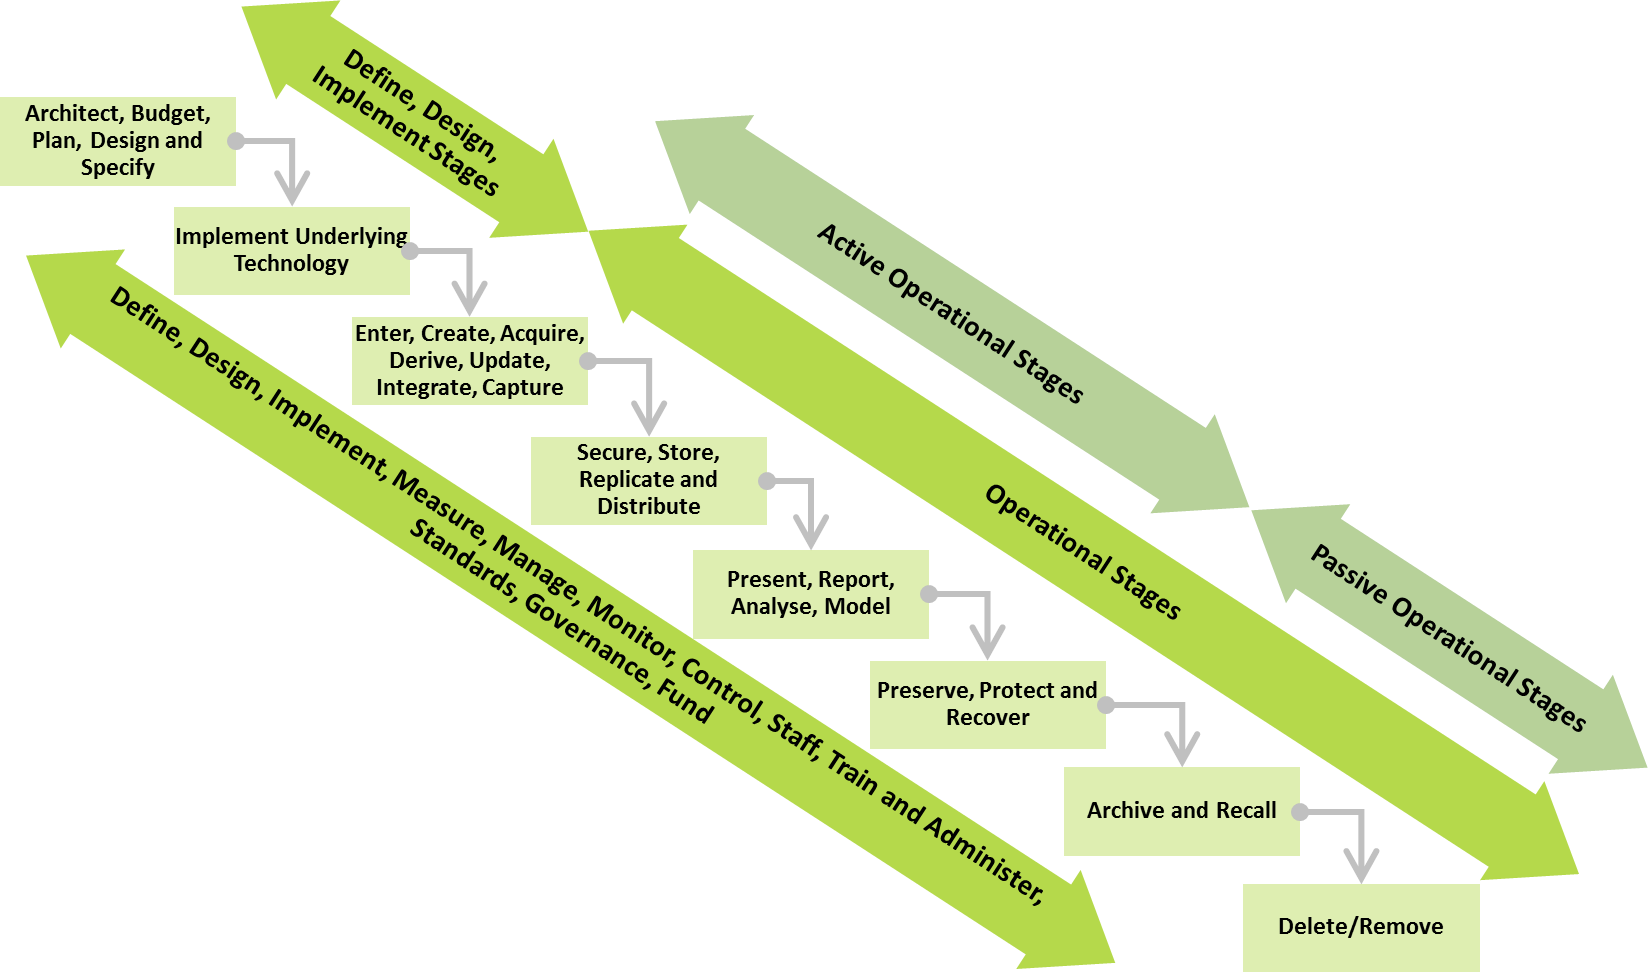 Define, Design,
Implement Stages
Architect, Budget,
Plan, Design and
Specify
Implement Underlying
Technology
Enter, Create, Acquire,
Derive, Update,
Integrate, Capture
Secure, Store,
Replicate and
Distribute
Present, Report,
Analyse, Model
Preserve, Protect and
Recover
Archive and Recall
Delete/Remove
Active Operational Stages
Passive Operational Stages
Operational Stages
Define, Design, Implement, Measure, Manage, Monitor, Control, Staff, Train and Administer,
Standards, Governance, Fund